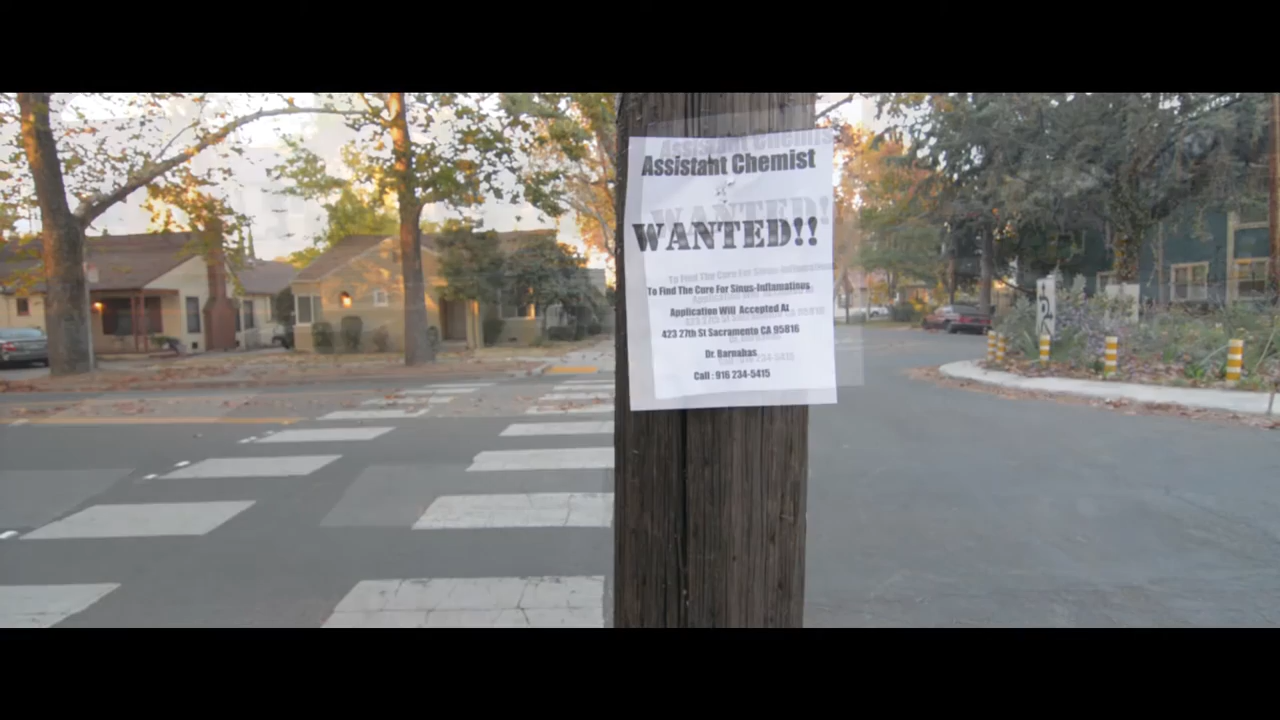 Assistant Chemist
WANTED!!
To Find The Cure For Sinus-Inflamatinus
Application Will Accepted At
423 27th St Sacramento CA 95816
Dr. Barnabas
Call : 916 234-5415